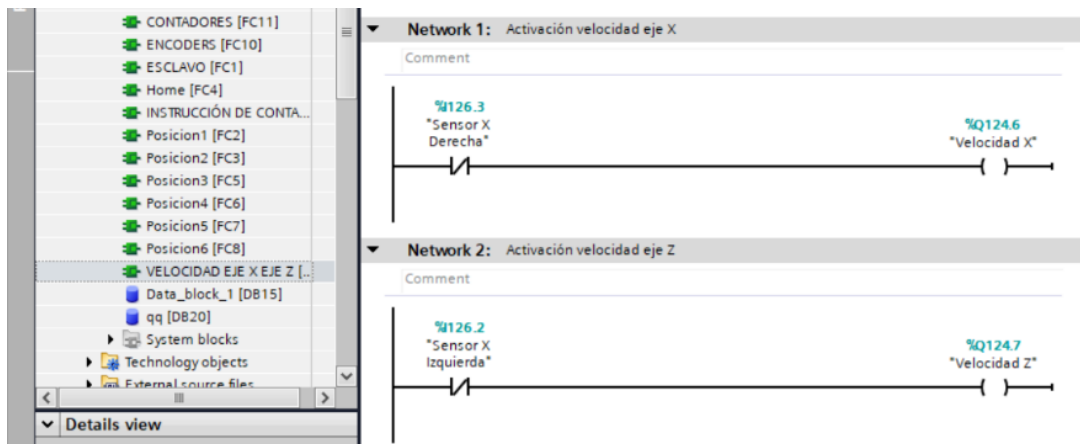 CONTADORES [FC11]
ENCODERS [FC10]
ESCLAVO [FC1]
Home [FC4]
INSTRUCCIÓN DE CONTA...
Posicion1 [FC2]
Posicion2 [FC3]
Posicion3 [FC5]
Posicion4 [FC6]
Posicion5 [FC7]
Posicion6 [FC8]
VELOCIDAD EJE X EJE Z [..
Data_block_1 [DB15]
qq [DB20]
System blocks
Technology objects
External source files
Details view
Network 1: Activación velocidad eje X
Comment
%I126.3
"Sensor X
Derecha"
%Q124.6
"Velocidad X"
Network 2: Activación velocidad eje Z
Comment
%I126.2
"Sensor X
Izquierda"
%Q124.7
"Velocidad Z"